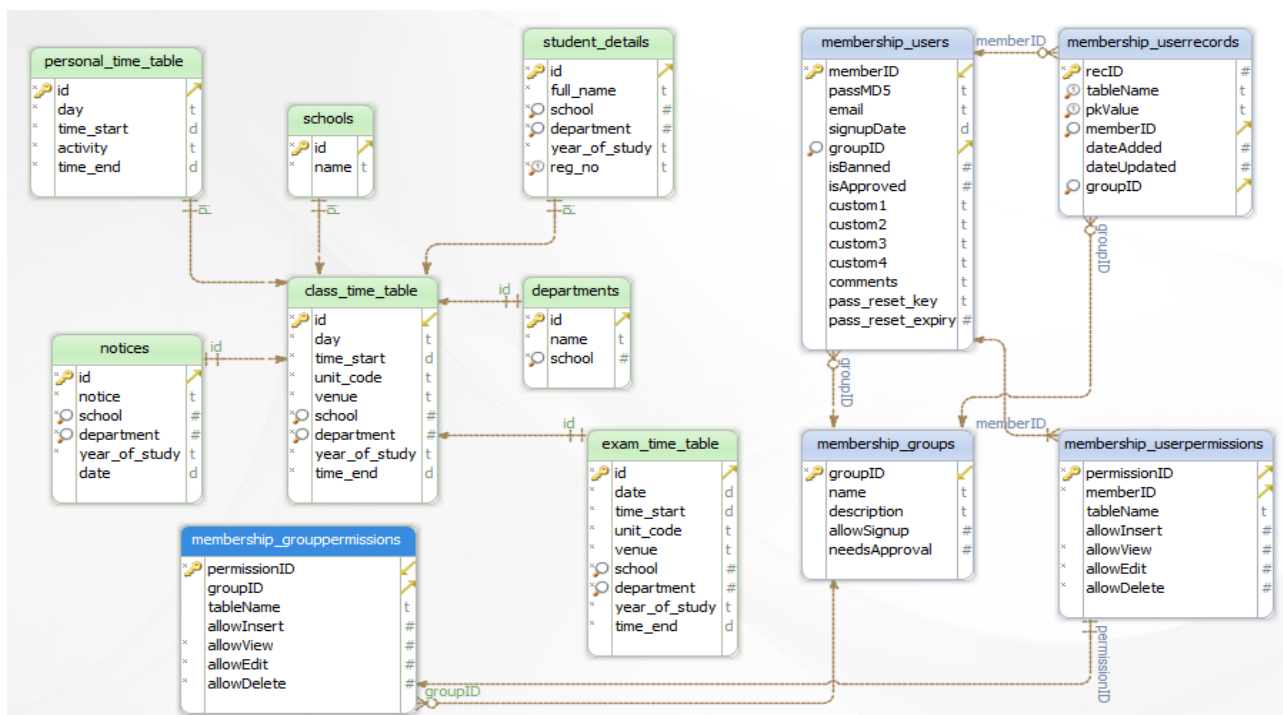 personal_time_table
id
day t
time_start d
activity t
time_end d
id
schools
id
name t
id
student_details
id
full_name t
school #
department #
year_of_study t
reg_no t
id
class_time_table
id
day t
time_start d
unit_code t
venue t
school #
department #
year_of_study t
time_end d
id
departments
id
name t
school #
notices
id
notice t
school #
department #
year_of_study t
date d
id
id
exam_time_table
id
date d
time_start d
unit_code t
venue t
school #
department #
year_of_study t
time_end d
membership_grouppermissions
permissionID
groupID
tableName t
allowInsert #
allowView #
allowEdit #
allowDelete #
groupID
membership_users
memberID
passMD5 t
email t
signupDate d
groupID
isBanned #
isApproved #
custom1 t
custom2 t
custom3 t
custom4 t
comments t
pass_reset_key t
pass_reset_expiry #
groupID
memberID
membership_userrecords
recID #
tableName t
pkValue t
memberID
dateAdded #
dateUpdated #
groupID
groupID
membership_groups
groupID
name t
description t
allowSignup #
needsApproval #
memberID
membership_userpermissions
permissionID
memberID
tableName t
allowInsert #
allowView #
allowEdit #
allowDelete #
permissionID